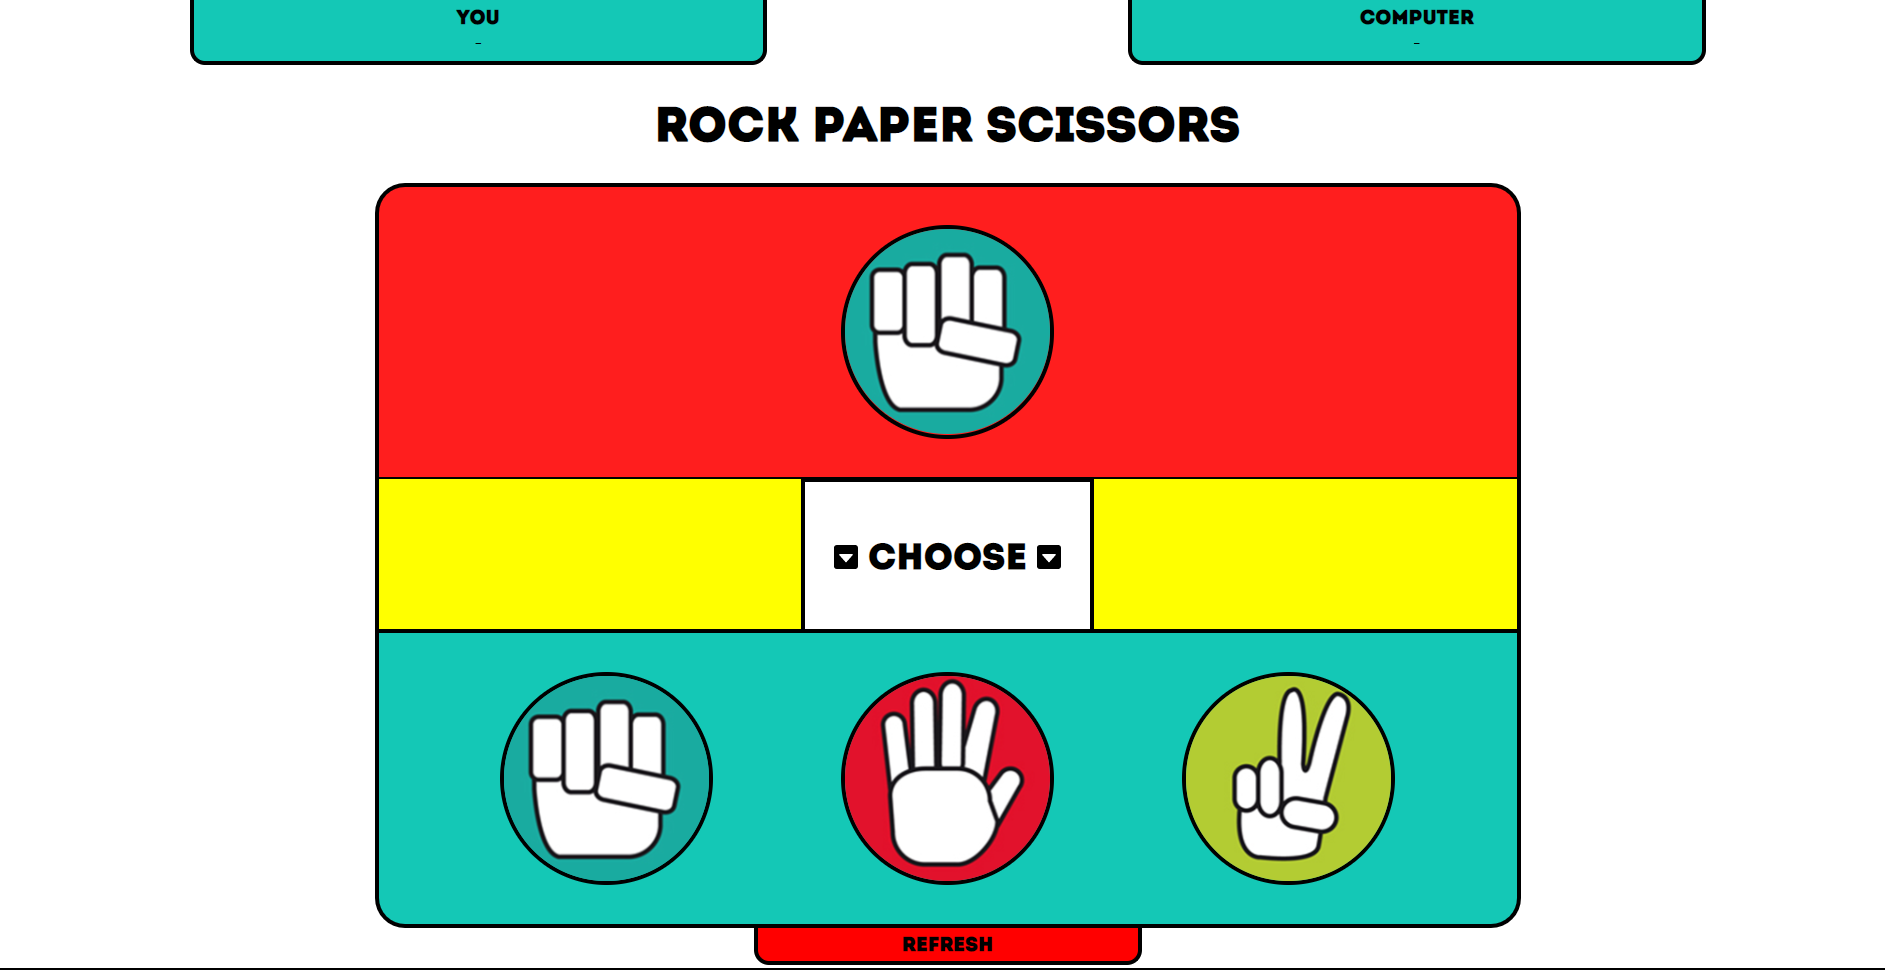 YOU
-
COMPUTER
-
ROCK PAPER SCISSORS
CHOOSE
REFRESH